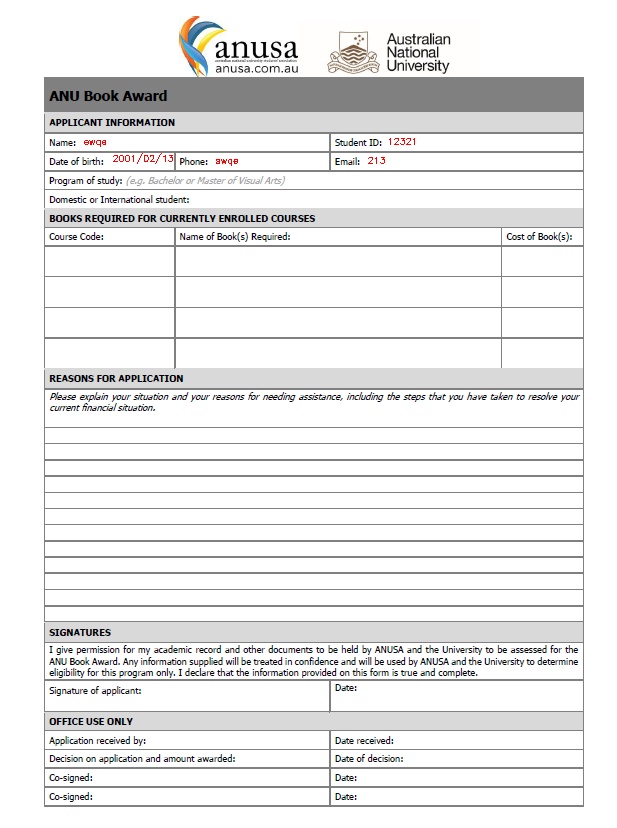 anusa
anusa.com.au
Australian
National
University
ANU Book Award
APPLICANT INFORMATION
Name: ewqe
Student ID: 12321
Date of birth: 2001/02/13
Phone: awqe
Email: 213
Program of study: (e.g. Bachelor or Master of Visual Arts)
Domestic or International student:
BOOKS REQUIRED FOR CURRENTLY ENROLLED COURSES
Course Code:
Name of Book(s) Required:
Cost of Book(s):
REASONS FOR APPLICATION
Please explain your situation and your reasons for needing assistance, including the steps that you have taken to resolve your
current financial situation.
SIGNATURES
I give permission for my academic record and other documents to be held by ANUSA and the University to be assessed for the
ANU Book Award. Any information supplied will be treated in confidence and will be used by ANUSA and the University to determine
eligibility for this program only. I declare that the information provided on this form is true and complete.
Signature of applicant:
Date:
OFFICE USE ONLY
Application received by:
Date received:
Decision on application and amount awarded:
Date of decision:
Co-signed:
Date:
Co-signed:
Date: